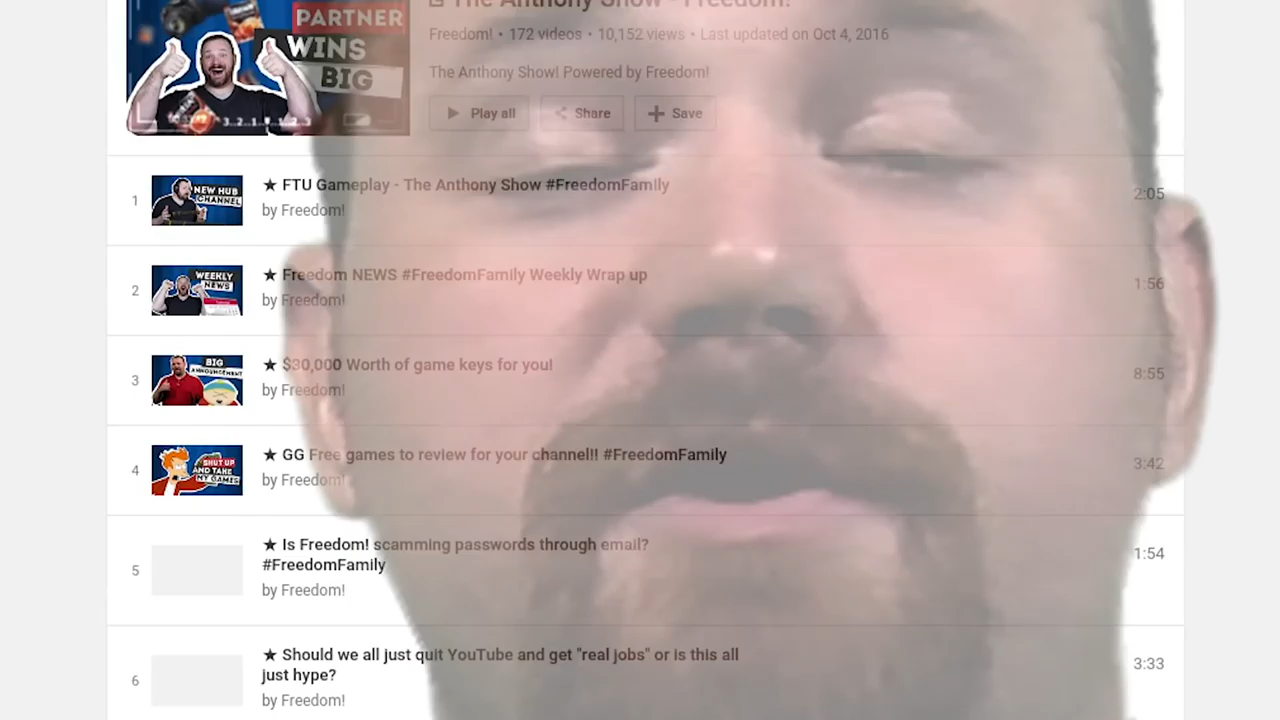 The Anthony Show - Freedom!
PARTNER
WINS
BIG
Freedom! • 172 videos • 10,152 views • Last updated on Oct 4, 2016
The Anthony Show! Powered by Freedom!
Play all
Share
Save
1
NEW HUB
CHANNEL
★ FTU Gameplay - The Anthony Show #FreedomFamily
by Freedom!
2:05
2
WEEKLY
NEWS
★ Freedom NEWS #FreedomFamily Weekly Wrap up
by Freedom!
1:56
3
BIG
ANNOUNCEMENT
★ $30,000 Worth of game keys for you!
by Freedom!
8:55
4
SHUT UP
AND TAKE
MY GAMES
★ GG Free games to review for your channel!! #FreedomFamily
by Freedom!
3:42
5
★ Is Freedom! scamming passwords through email?
#FreedomFamily
by Freedom!
1:54
6
★ Should we all just quit YouTube and get "real jobs" or is this all
just hype?
by Freedom!
3:33